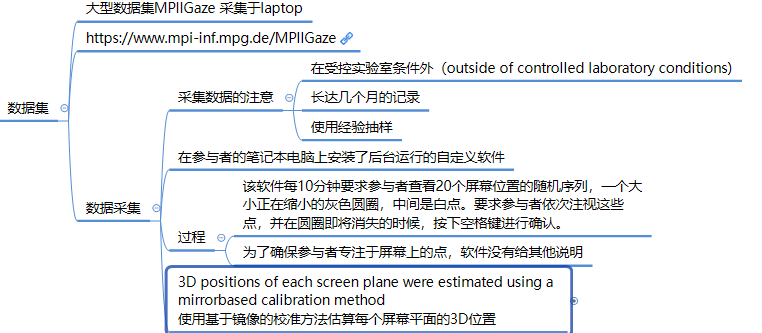 大型数据集MPIIGaze 采集于laptop
https://www.mpi-inf.mpg.de/MPIIGaze
数据集
采集数据的注意
在受控实验室条件外（outside of controlled laboratory conditions）
长达几个月的记录
使用经验抽样
数据采集
在参与者的笔记本电脑上安装了后台运行的自定义软件
过程
该软件每10分钟要求参与者查看20个屏幕位置的随机序列，一个大
小正在缩小的灰色圆圈，中间是白点。要求参与者依次注视这些
点，并在圆圈即将消失的时候，按下空格键进行确认。
为了确保参与者专注于屏幕上的点，软件没有给其他说明
3D positions of each screen plane were estimated using a
mirrorbased calibration method
使用基于镜像的校准方法估算每个屏幕平面的3D位置